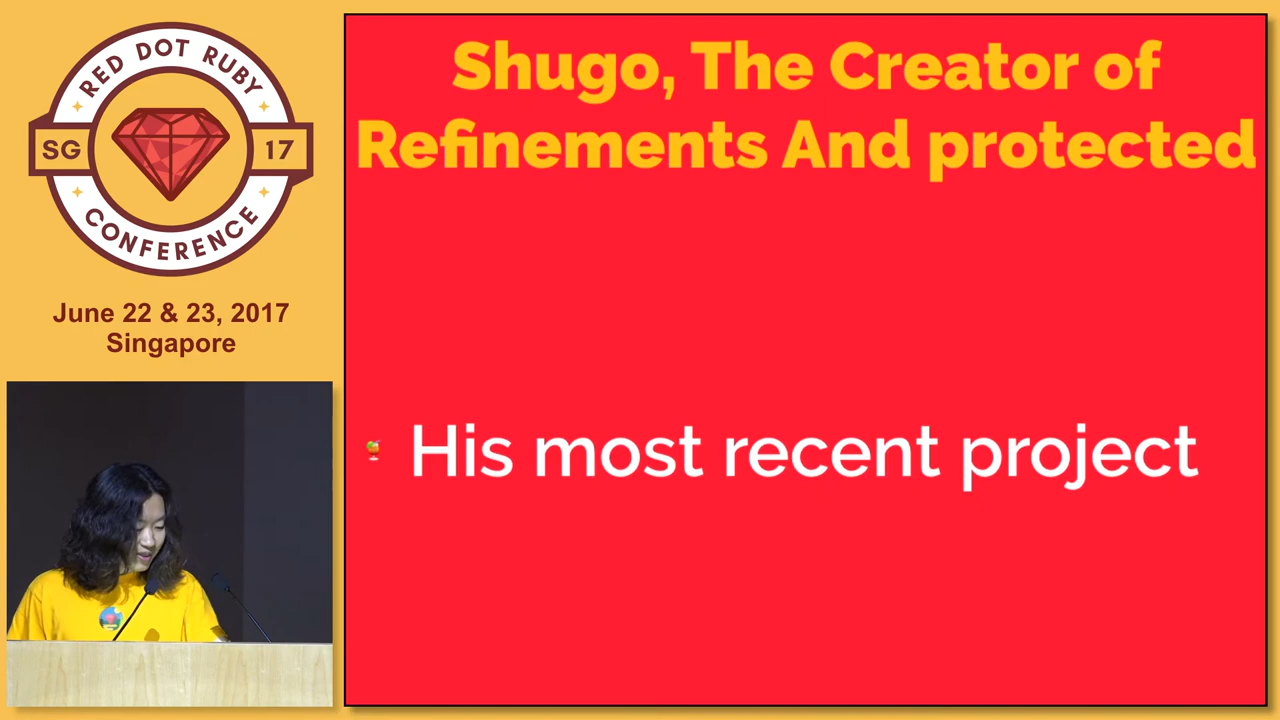 RED DOT RUBY
SG
17
CONFERENCE
June 22 & 23, 2017
Singapore
Shugo, The Creator of
Refinements And protected
His most recent project